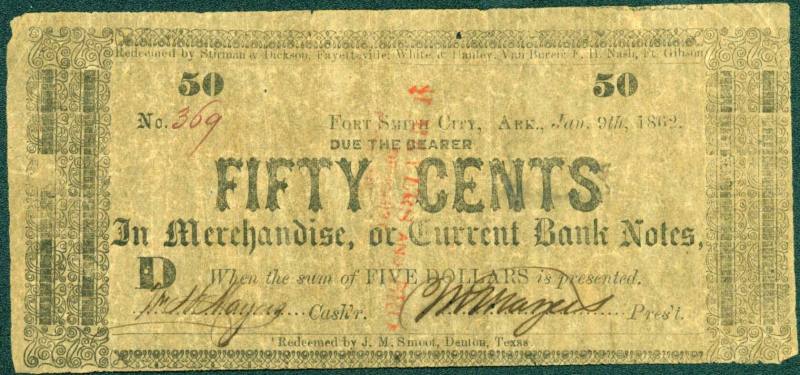 Redeemed by Stirman & Dickson, Fayetteville; White & Hanley, Van Buren; F. H. Nash, Ft. Gibson
50 50
No. 369 Fort Smith City, Ark., Jan. 9th, 1862.
DUE THE BEARER
FIFTY CENTS
In Merchandise, or Current Bank Notes,
D When the sum of FIVE DOLLARS is presented.
Mayers Cash'r. Mayers Pres't.
Redeemed by J. M. Smoot, Denton, Texas